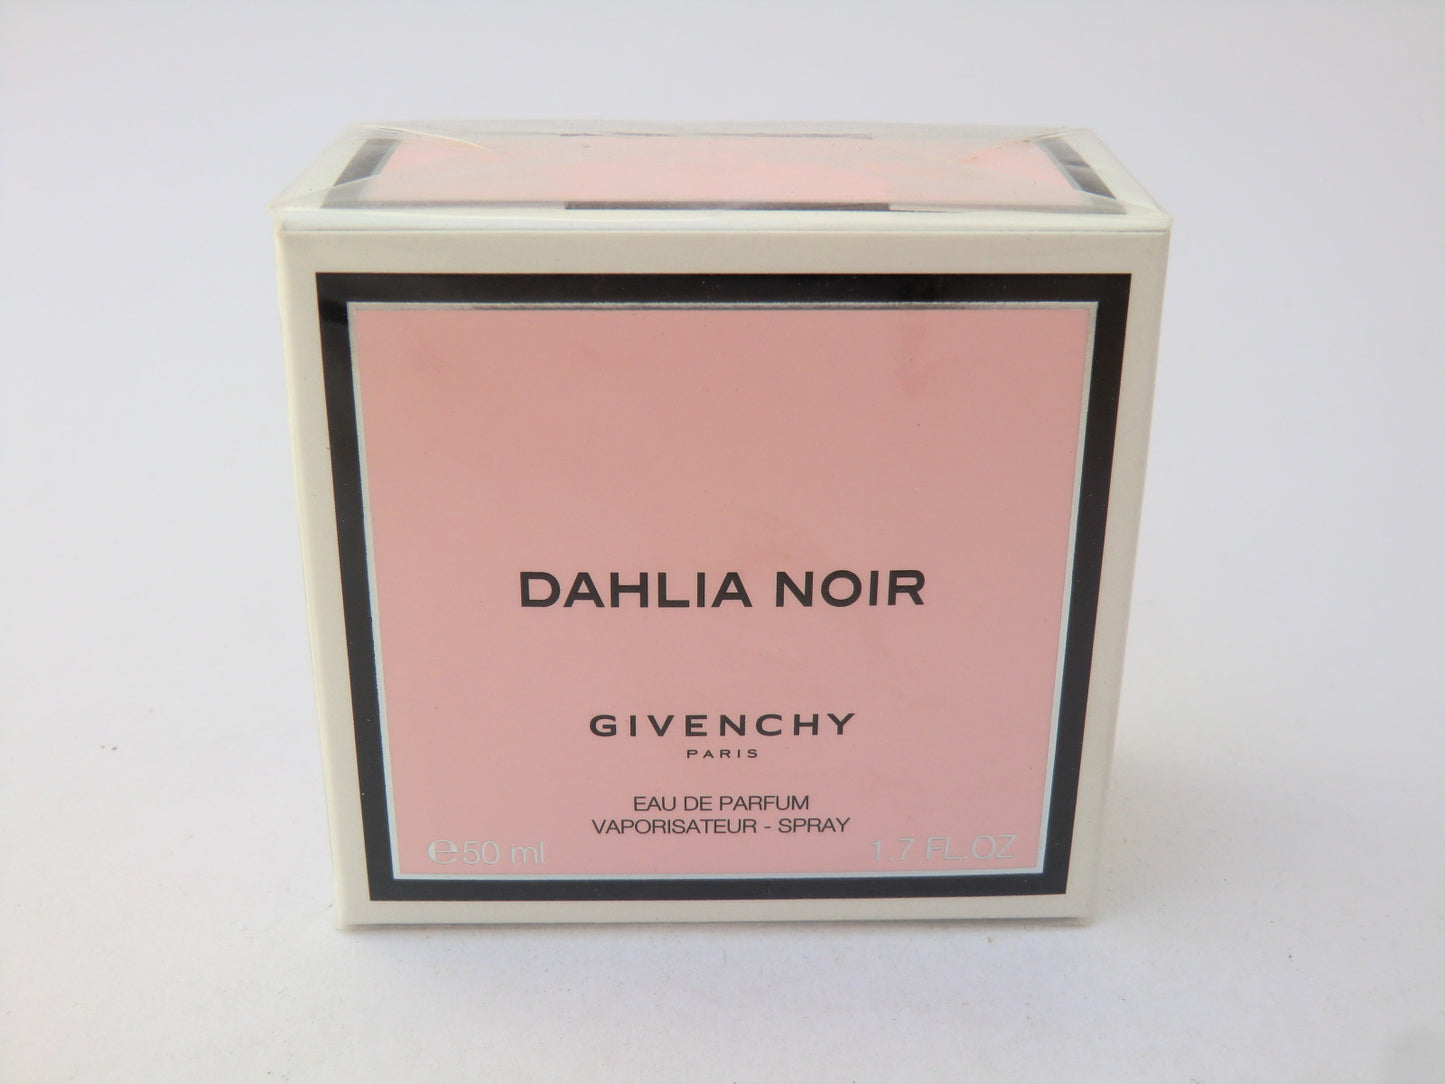 DAHLIA NOIR
GIVENCHY
PARIS
EAU DE PARFUM
VAPORISATEUR - SPRAY
℮50 ml 1.7 FL.OZ